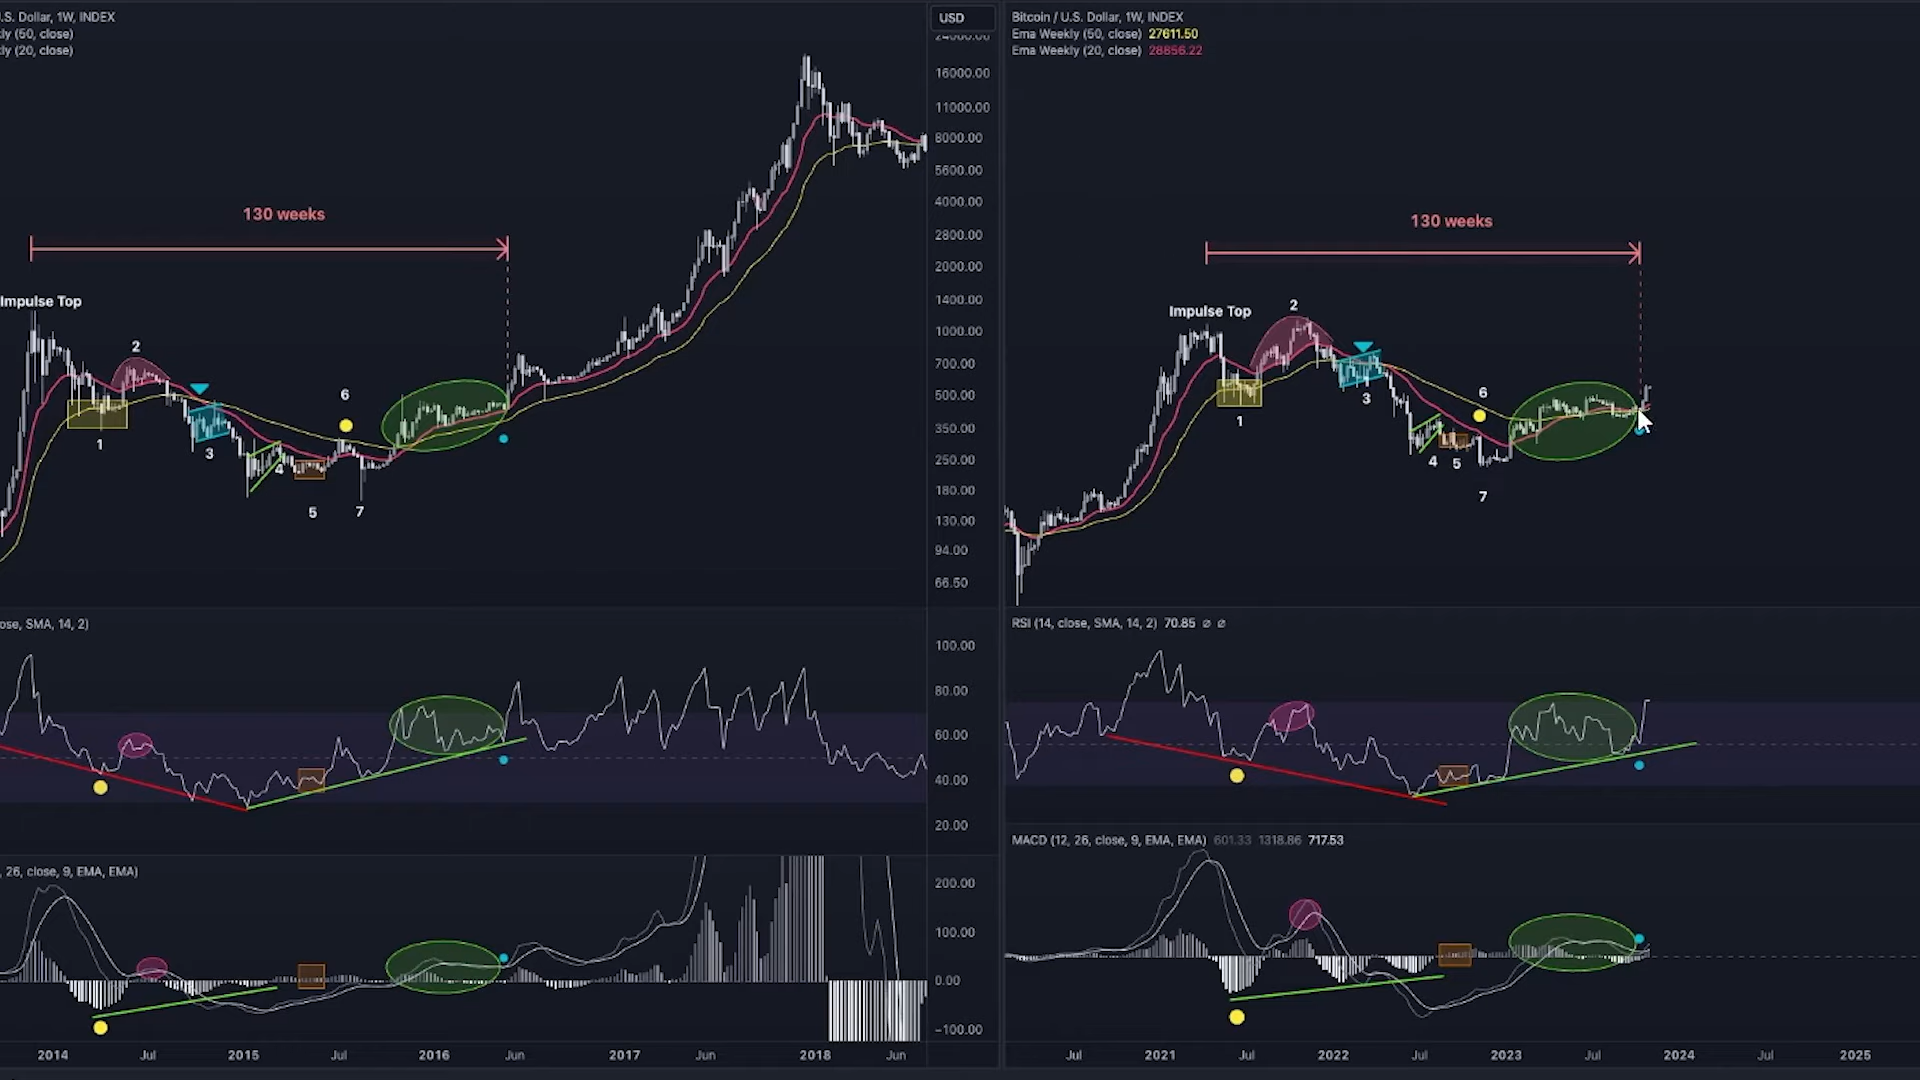 .S. Dollar, 1W, INDEX
ly (50, close)
ly (20, close)
130 weeks
Impulse Top
2
6
1
3
4
5
7
USD
24000.00
16000.00
11000.00
8000.00
5600.00
4000.00
2800.00
2000.00
1400.00
1000.00
700.00
500.00
350.00
250.00
180.00
130.00
94.00
66.50
ose, SMA, 14, 2)
100.00
80.00
60.00
40.00
20.00
, 26, close, 9, EMA, EMA)
200.00
100.00
0.00
−100.00
2014
Jul
2015
Jul
2016
Jun
2017
Jun
2018
Jun
Bitcoin / U.S. Dollar, 1W, INDEX
Ema Weekly (50, close) 27611.50
Ema Weekly (20, close) 28856.22
130 weeks
Impulse Top
2
1
3
6
4
5
7
RSI (14, close, SMA, 14, 2) 70.85 ∅ ∅
MACD (12, 26, close, 9, EMA, EMA) 601.33 1318.86 717.53
Jul
2021
Jul
2022
Jul
2023
Jul
2024
Jul
2025